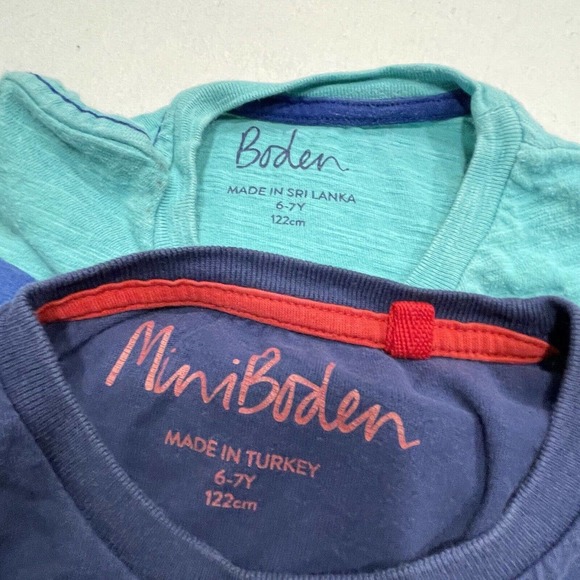 Boden
MADE IN SRI LANKA
6-7Y
122cm
MiniBoden
MADE IN TURKEY
6-7Y
122cm